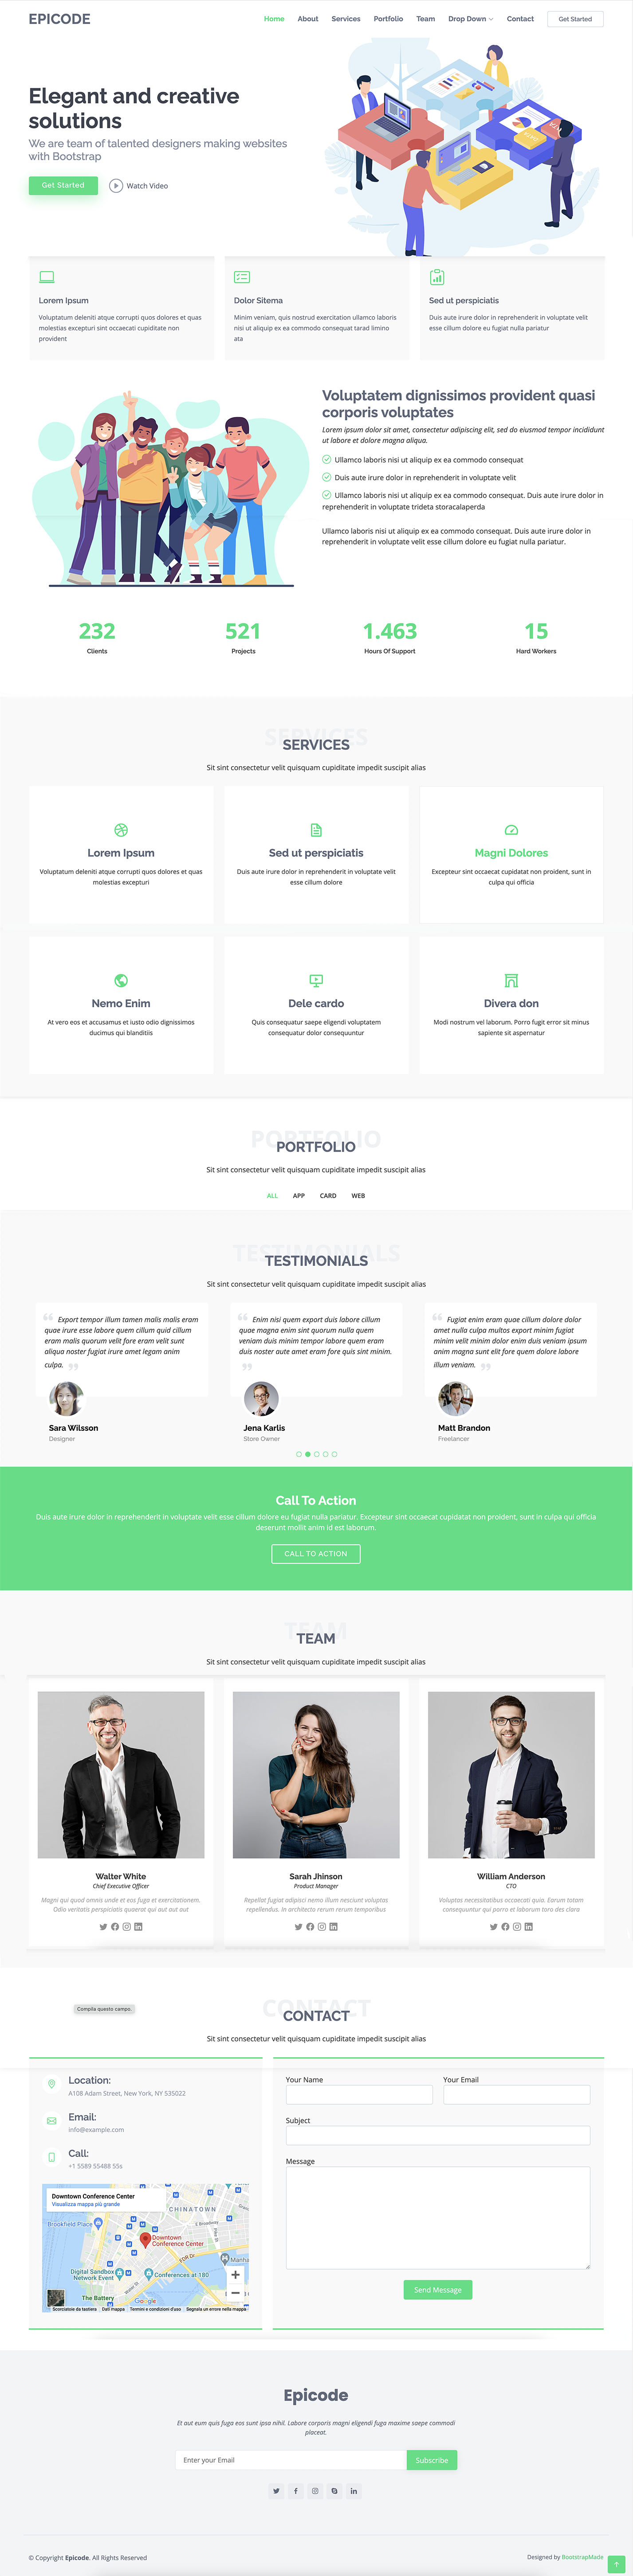 EPICODE
Home About Services Portfolio Team Drop Down Contact Get Started
Elegant and creative
solutions
We are team of talented designers making websites
with Bootstrap
Get Started Watch Video
Lorem Ipsum
Voluptatum deleniti atque corrupti quos dolores et quas
molestias excepturi sint occaecati cupiditate non
provident
Dolor Sitema
Minim veniam, quis nostrud exercitation ullamco laboris
nisi ut aliquip ex ea commodo consequat tarad limino
ata
Sed ut perspiciatis
Duis aute irure dolor in reprehenderit in voluptate velit
esse cillum dolore eu fugiat nulla pariatur
Voluptatem dignissimos provident quasi
corporis voluptates
Lorem ipsum dolor sit amet, consectetur adipiscing elit, sed do eiusmod tempor incididunt
ut labore et dolore magna aliqua.
Ullamco laboris nisi ut aliquip ex ea commodo consequat
Duis aute irure dolor in reprehenderit in voluptate velit
Ullamco laboris nisi ut aliquip ex ea commodo consequat. Duis aute irure dolor in
reprehenderit in voluptate trideta storacalaperda
Ullamco laboris nisi ut aliquip ex ea commodo consequat. Duis aute irure dolor in
reprehenderit in voluptate velit esse cillum dolore eu fugiat nulla pariatur.
232 521 1.463 15
Clients Projects Hours Of Support Hard Workers
SERVICES
SERVICES
Sit sint consectetur velit quisquam cupiditate impedit suscipit alias
Lorem Ipsum
Voluptatum deleniti atque corrupti quos dolores et quas
molestias excepturi
Sed ut perspiciatis
Duis aute irure dolor in reprehenderit in voluptate velit
esse cillum dolore
Magni Dolores
Excepteur sint occaecat cupidatat non proident, sunt in
culpa qui officia
Nemo Enim
At vero eos et accusamus et iusto odio dignissimos
ducimus qui blanditiis
Dele cardo
Quis consequatur saepe eligendi voluptatem
consequatur dolor consequuntur
Divera don
Modi nostrum vel laborum. Porro fugit error sit minus
sapiente sit aspernatur
PORTFOLIO
PORTFOLIO
Sit sint consectetur velit quisquam cupiditate impedit suscipit alias
ALL APP CARD WEB
TESTIMONIALS
TESTIMONIALS
Sit sint consectetur velit quisquam cupiditate impedit suscipit alias
Export tempor illum tamen malis malis eram
quae irure esse labore quem cillum quid cillum
eram malis quorum velit fore eram velit sunt
aliqua noster fugiat irure amet legam anim
culpa.
Sara Wilsson
Designer
Enim nisi quem export duis labore cillum
quae magna enim sint quorum nulla quem
veniam duis minim tempor labore quem eram
duis noster aute amet eram fore quis sint minim.
Jena Karlis
Store Owner
Fugiat enim eram quae cillum dolore dolor
amet nulla culpa multos export minim fugiat
minim velit minim dolor enim duis veniam ipsum
anim magna sunt elit fore quem dolore labore
illum veniam.
Matt Brandon
Freelancer
Call To Action
Duis aute irure dolor in reprehenderit in voluptate velit esse cillum dolore eu fugiat nulla pariatur. Excepteur sint occaecat cupidatat non proident, sunt in culpa qui officia
deserunt mollit anim id est laborum.
CALL TO ACTION
TEAM
TEAM
Sit sint consectetur velit quisquam cupiditate impedit suscipit alias
Walter White
Chief Executive Officer
Magni qui quod omnis unde et eos fuga et exercitationem.
Odio veritatis perspiciatis quaerat qui aut aut aut
Sarah Jhinson
Product Manager
Repellat fugiat adipisci nemo illum nesciunt voluptas
repellendus. In architecto rerum rerum temporibus
William Anderson
CTO
Voluptas necessitatibus occaecati quia. Earum totam
consequuntur qui porro et laborum toro des clara
Compila questo campo.
CONTACT
CONTACT
Sit sint consectetur velit quisquam cupiditate impedit suscipit alias
Location:
A108 Adam Street, New York, NY 535022
Email:
info@example.com
Call:
+1 5589 55488 55s
Downtown Conference Center
Visualizza mappa più grande
CHINATOWN
E Broadway
Brookfield Place
Downtown
Conference Center
FDR Dr
Manha
Digital Sandbox
Network Event
Conferences at 180
The Battery
Google
Scorciatoie da tastiera Dati mappa Termini e condizioni d'uso Segnala un errore nella mappa
Your Name Your Email
Subject
Message
Send Message
Epicode
Et aut eum quis fuga eos sunt ipsa nihil. Labore corporis magni eligendi fuga maxime saepe commodi
placeat.
Enter your Email Subscribe
© Copyright Epicode. All Rights Reserved
Designed by BootstrapMade